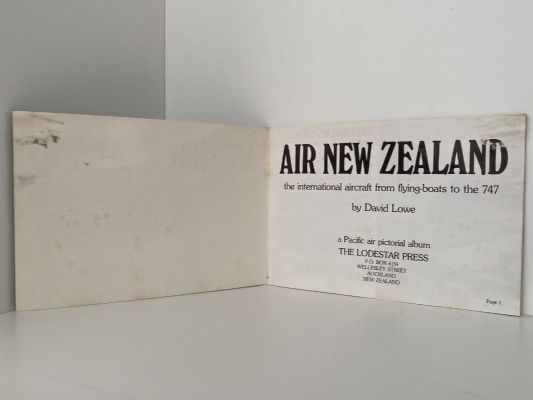 AIR NEW ZEALAND
the international aircraft from flying-boats to the 747
by David Lowe
a Pacific air pictorial album
THE LODESTAR PRESS
P.O. BOX 6154
WELLESLEY STREET
AUCKLAND
NEW ZEALAND
Page 1.